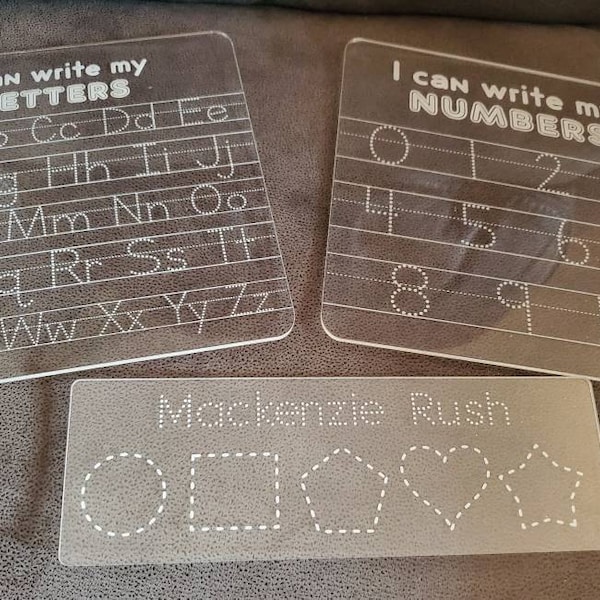 can write my
LETTERS
Cc Dd Ee
g Hh Ii Jj
Mm Nn Oo
q Rr Ss Tt
Ww Xx Yy Zz
I can write m
NUMBERS
0 1 2
4 5 6
8 9
Mackenzie Rush